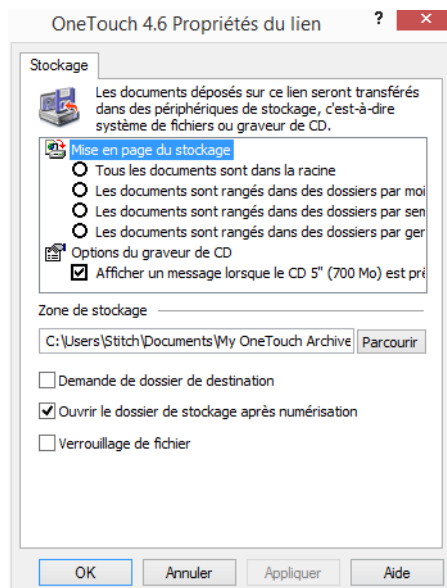 OneTouch 4.6 Propriétés du lien
?
Stockage
Les documents déposés sur ce lien seront transférés
dans des périphériques de stockage, c'est-à-dire
système de fichiers ou graveur de CD.
Mise en page du stockage
Tous les documents sont dans la racine
Les documents sont rangés dans des dossiers par
Les documents sont rangés dans des dossiers par
Les documents sont rangés dans des dossiers par
Options du graveur de CD
Afficher un message lorsque le CD 5" (700 Mo) est
Zone de stockage
C:\Users\Stitch\Documents\My OneTouch Archive
Parcourir
Demande de dossier de destination
Ouvrir le dossier de stockage après numérisation
Verrouillage de fichier
OK
Annuler
Appliquer
Aide